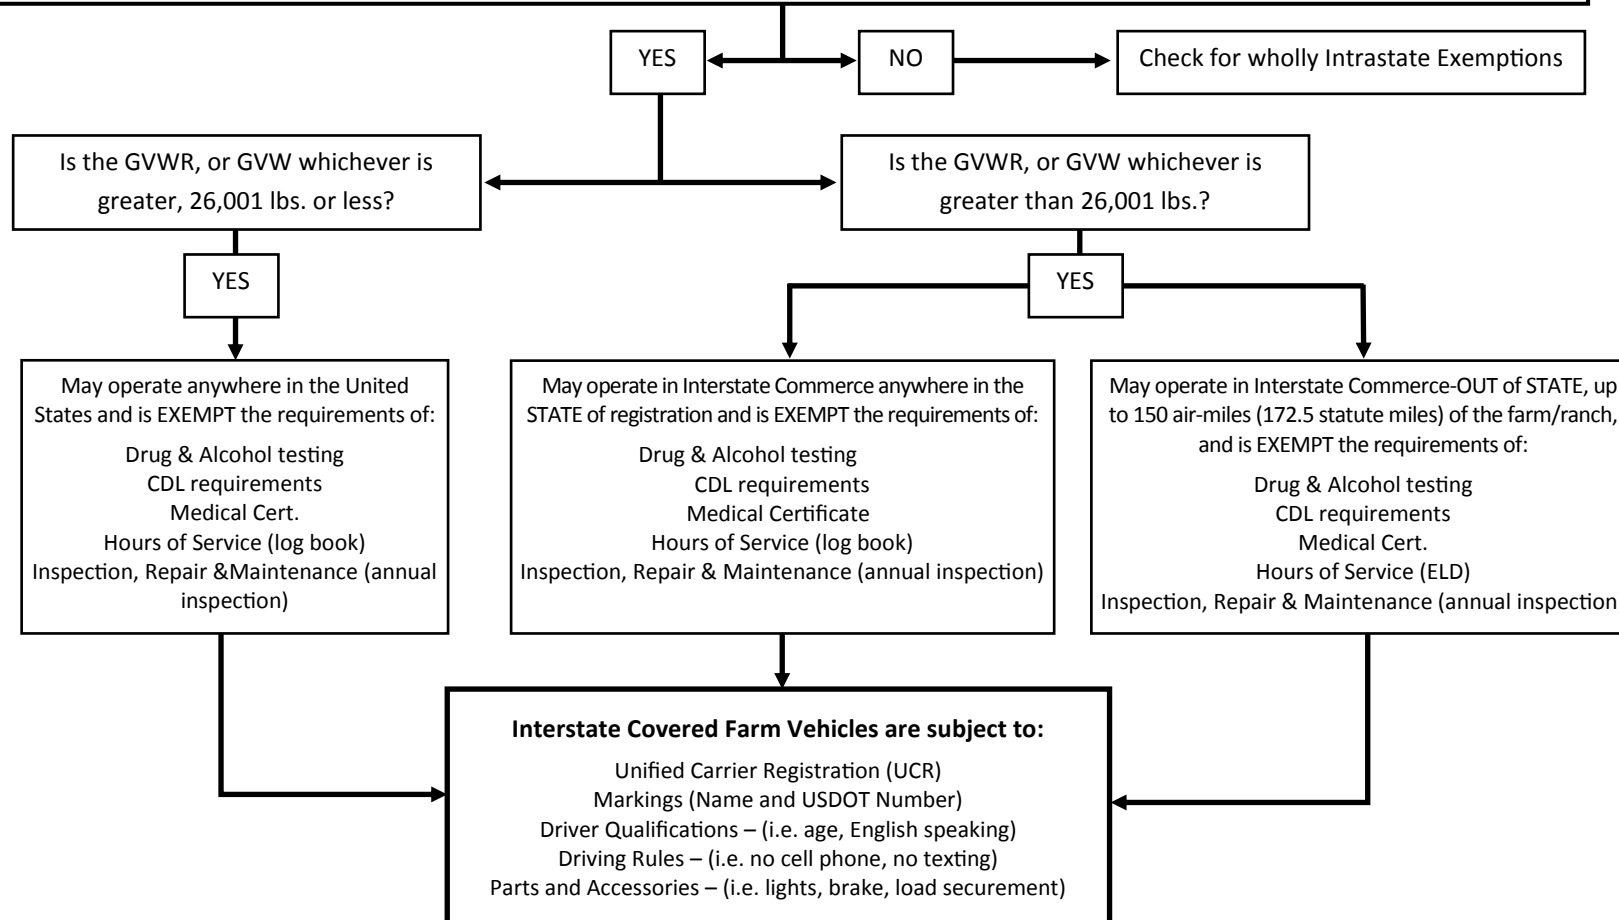 YES
NO
Check for wholly Intrastate Exemptions
Is the GVWR, or GVW whichever is
greater, 26,001 lbs. or less?
Is the GVWR, or GVW whichever is
greater than 26,001 lbs.?
YES
YES
May operate anywhere in the United
States and is EXEMPT the requirements of:
Drug & Alcohol testing
CDL requirements
Medical Cert.
Hours of Service (log book)
Inspection, Repair &Maintenance (annual
inspection)
May operate in Interstate Commerce anywhere in the
STATE of registration and is EXEMPT the requirements of:
Drug & Alcohol testing
CDL requirements
Medical Certificate
Hours of Service (log book)
Inspection, Repair & Maintenance (annual inspection)
May operate in Interstate Commerce-OUT of STATE, up
to 150 air-miles (172.5 statute miles) of the farm/ranch,
and is EXEMPT the requirements of:
Drug & Alcohol testing
CDL requirements
Medical Cert.
Hours of Service (ELD)
Inspection, Repair & Maintenance (annual inspection
Interstate Covered Farm Vehicles are subject to:
Unified Carrier Registration (UCR)
Markings (Name and USDOT Number)
Driver Qualifications – (i.e. age, English speaking)
Driving Rules – (i.e. no cell phone, no texting)
Parts and Accessories – (i.e. lights, brake, load securement)